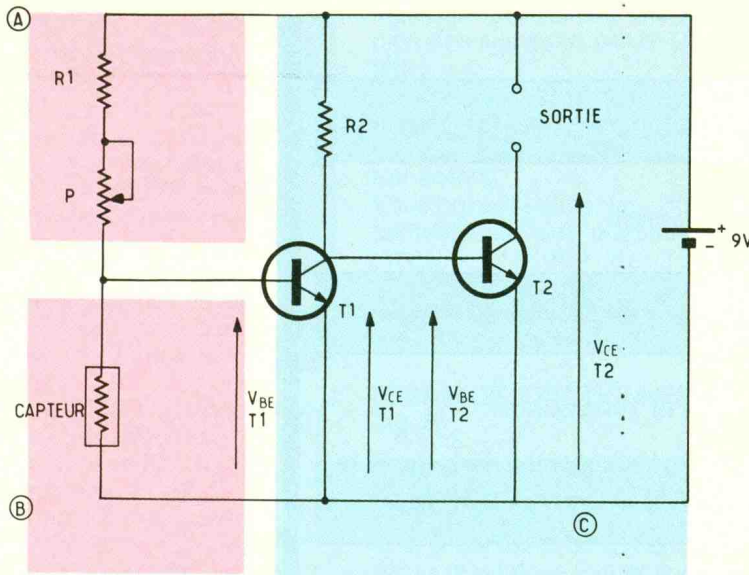 A
R1
R2
SORTIE
P
+
-
9V
T1
T2
CAPTEUR
VBE
T1
VCE
T1
VBE
T2
VCE
T2
B
C